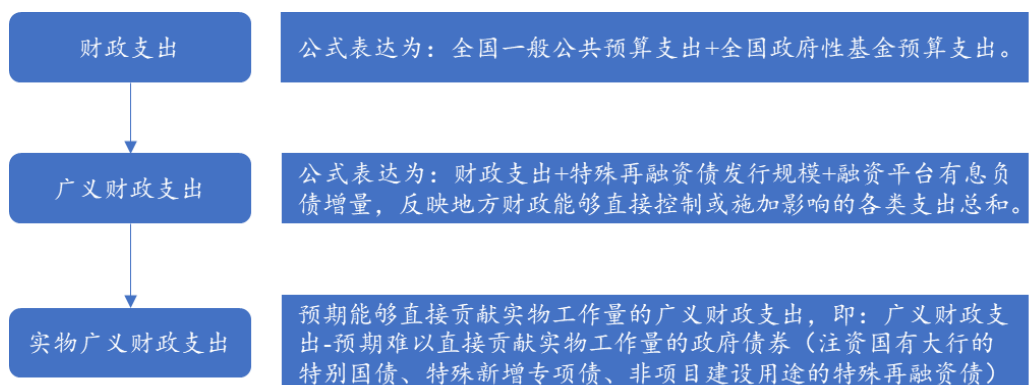 财政支出
公式表达为：全国一般公共预算支出+全国政府性基金预算支出。
广义财政支出
公式表达为：财政支出+特殊再融资债发行规模+融资平台有息负
债增量，反映地方财政能够直接控制或施加影响的各类支出总和。
实物广义财政支出
预期能够直接贡献实物工作量的广义财政支出，即：广义财政支
出-预期难以直接贡献实物工作量的政府债券（注资国有大行的
特别国债、特殊新增专项债、非项目建设用途的特殊再融资债）